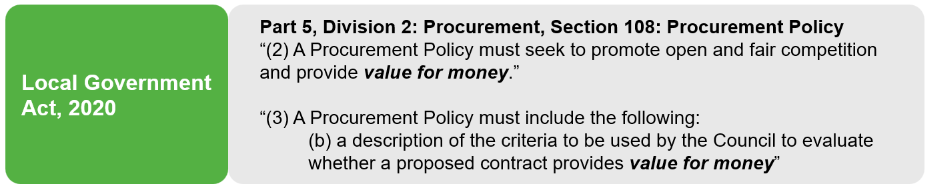 Local Government
Act, 2020
Part 5, Division 2: Procurement, Section 108: Procurement Policy
“(2) A Procurement Policy must seek to promote open and fair competition
and provide value for money.”
“(3) A Procurement Policy must include the following:
(b) a description of the criteria to be used by the Council to evaluate
whether a proposed contract provides value for money”